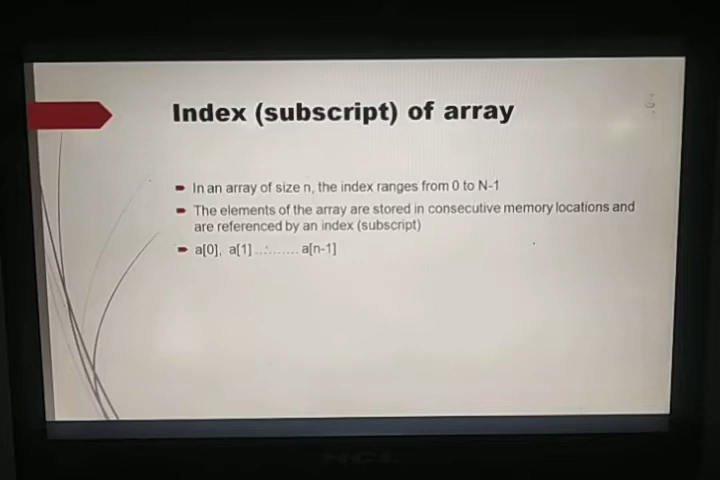 Index (subscript) of array
In an array of size n, the index ranges from 0 to N-1
The elements of the array are stored in consecutive memory locations and
are referenced by an index (subscript)
a[0], a[1]........... a[n-1]